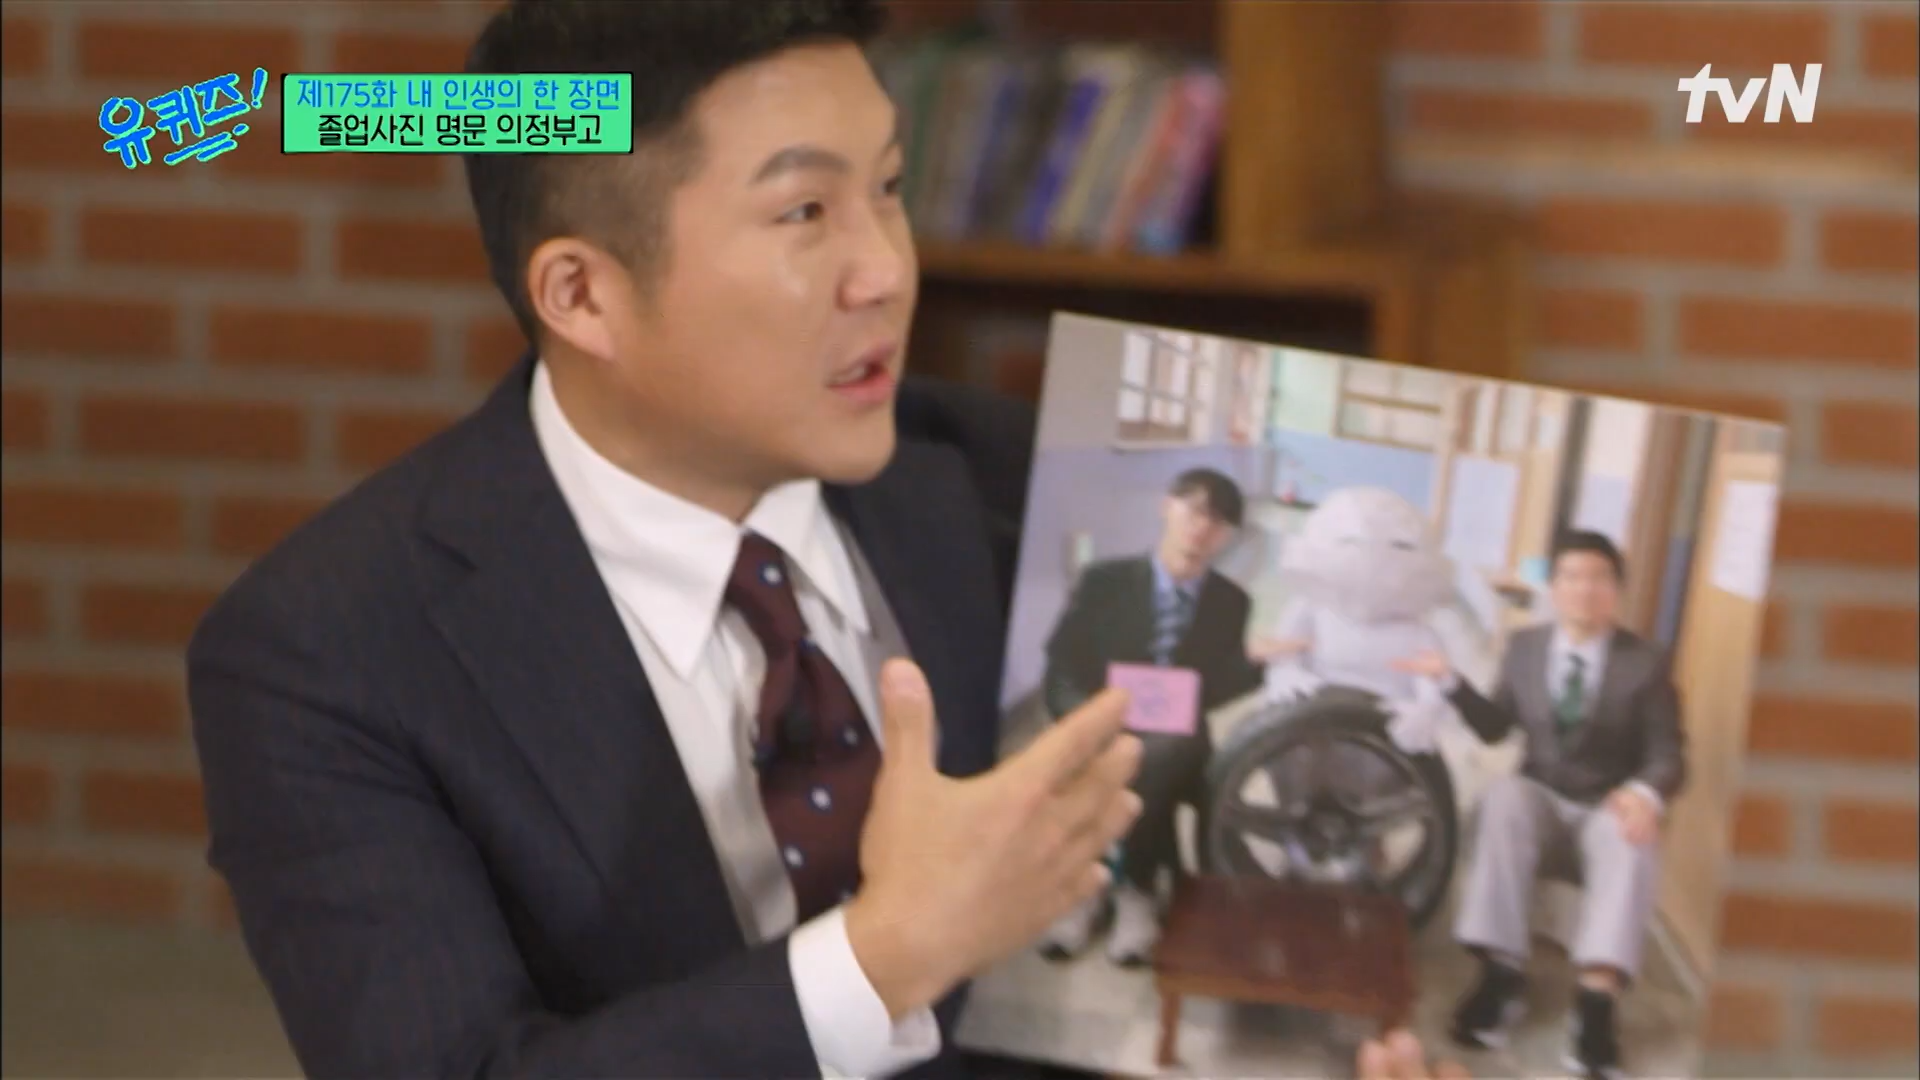 유퀴즈!
제175화 내 인생의 한 장면
졸업사진 명문 의정부고
tvN